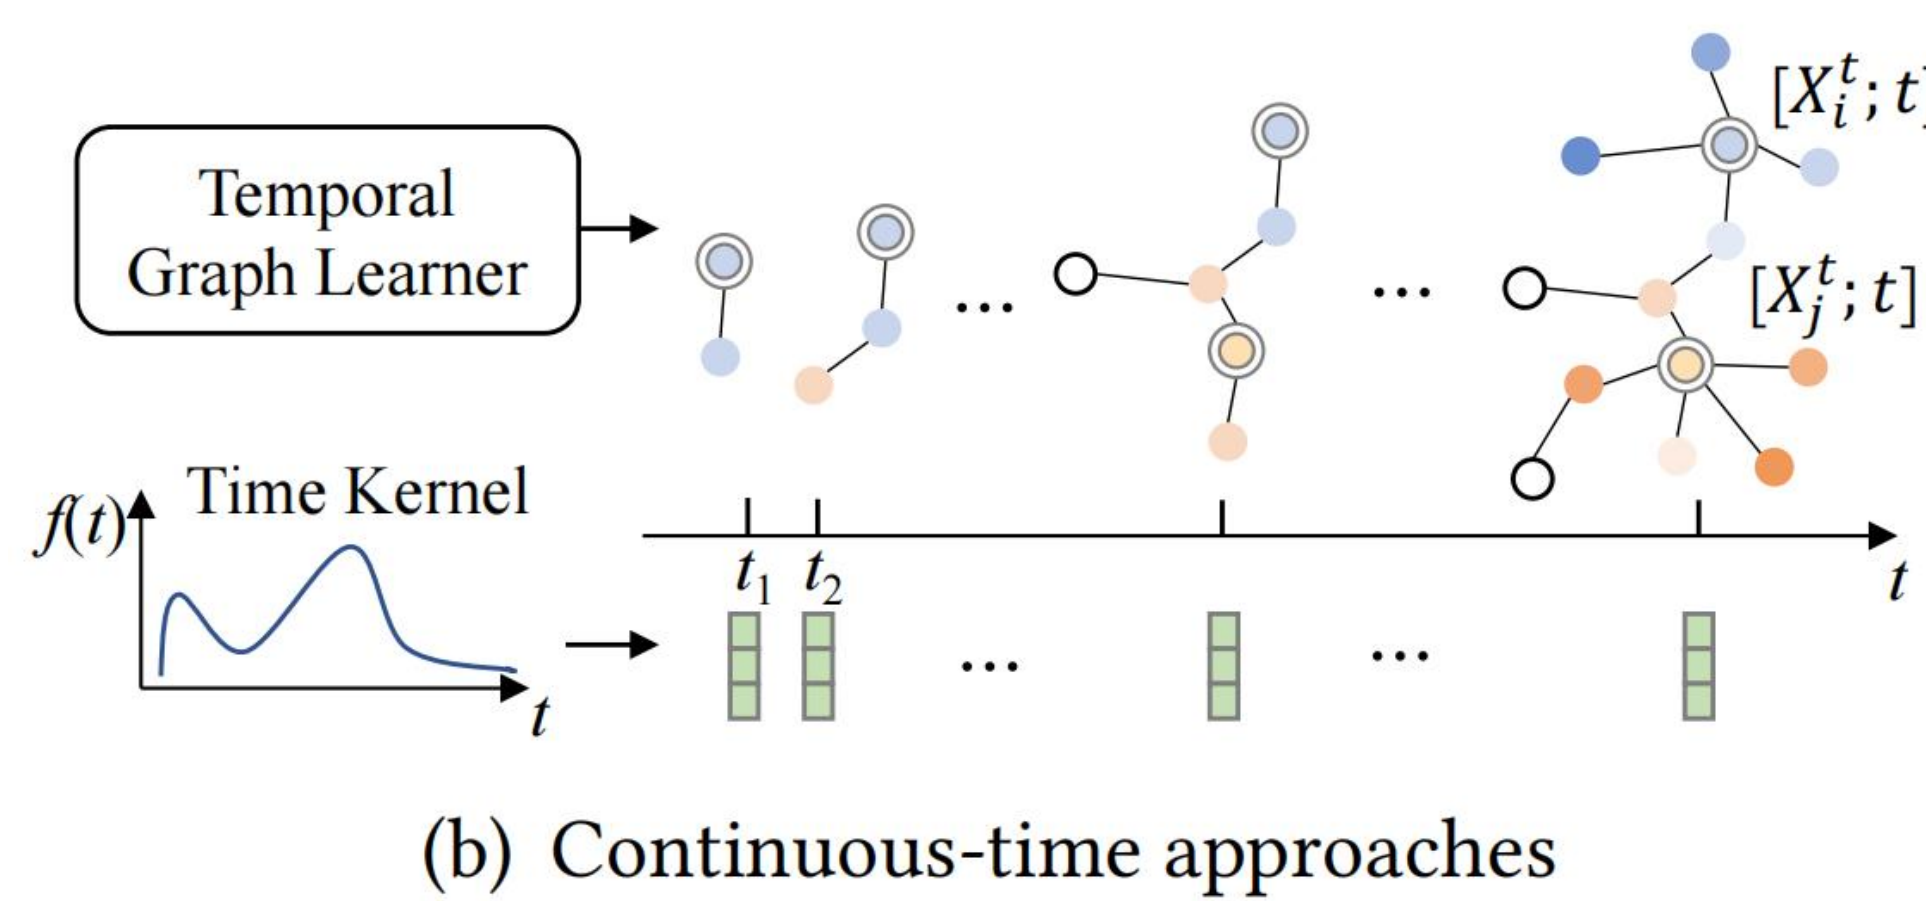 Temporal
Graph Learner
[X_i^t; t]
[X_j^t; t]
...
...
Time Kernel
f(t)
t
t_1 t_2
t
...
...
(b) Continuous-time approaches